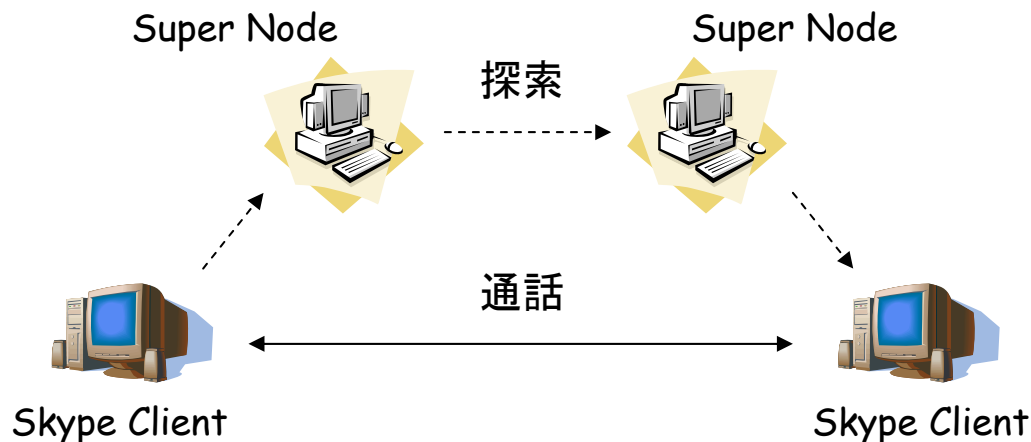 Super Node
Super Node
探索
通話
Skype Client
Skype Client